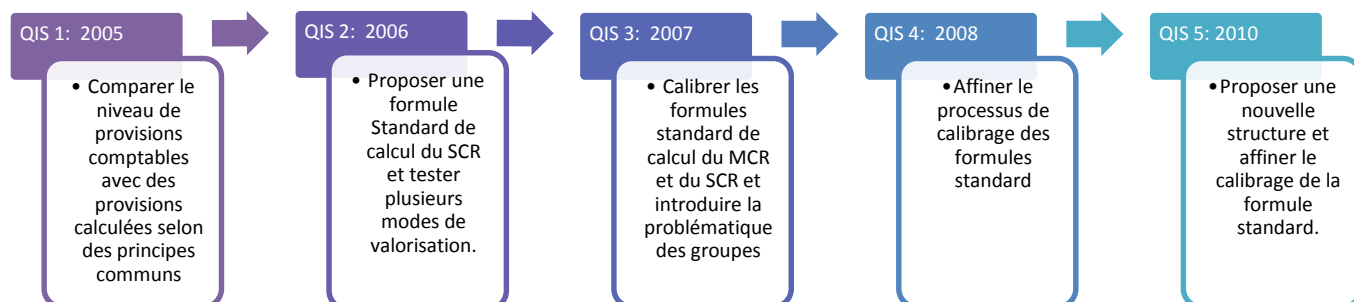 QIS 1: 2005
• Comparer le
niveau de
provisions
comptables
avec des
provisions
calculées selon
des principes
communs
QIS 2: 2006
• Proposer une
formule
Standard de
calcul du SCR
et tester
plusieurs
modes de
valorisation.
QIS 3: 2007
• Calibrer les
formules
standard de
calcul du MCR
et du SCR et
introduire la
problématique
des groupes
QIS 4: 2008
•Affiner le
processus de
calibrage des
formules
standard
QIS 5: 2010
•Proposer une
nouvelle
structure et
affiner le
calibrage de la
formule
standard.